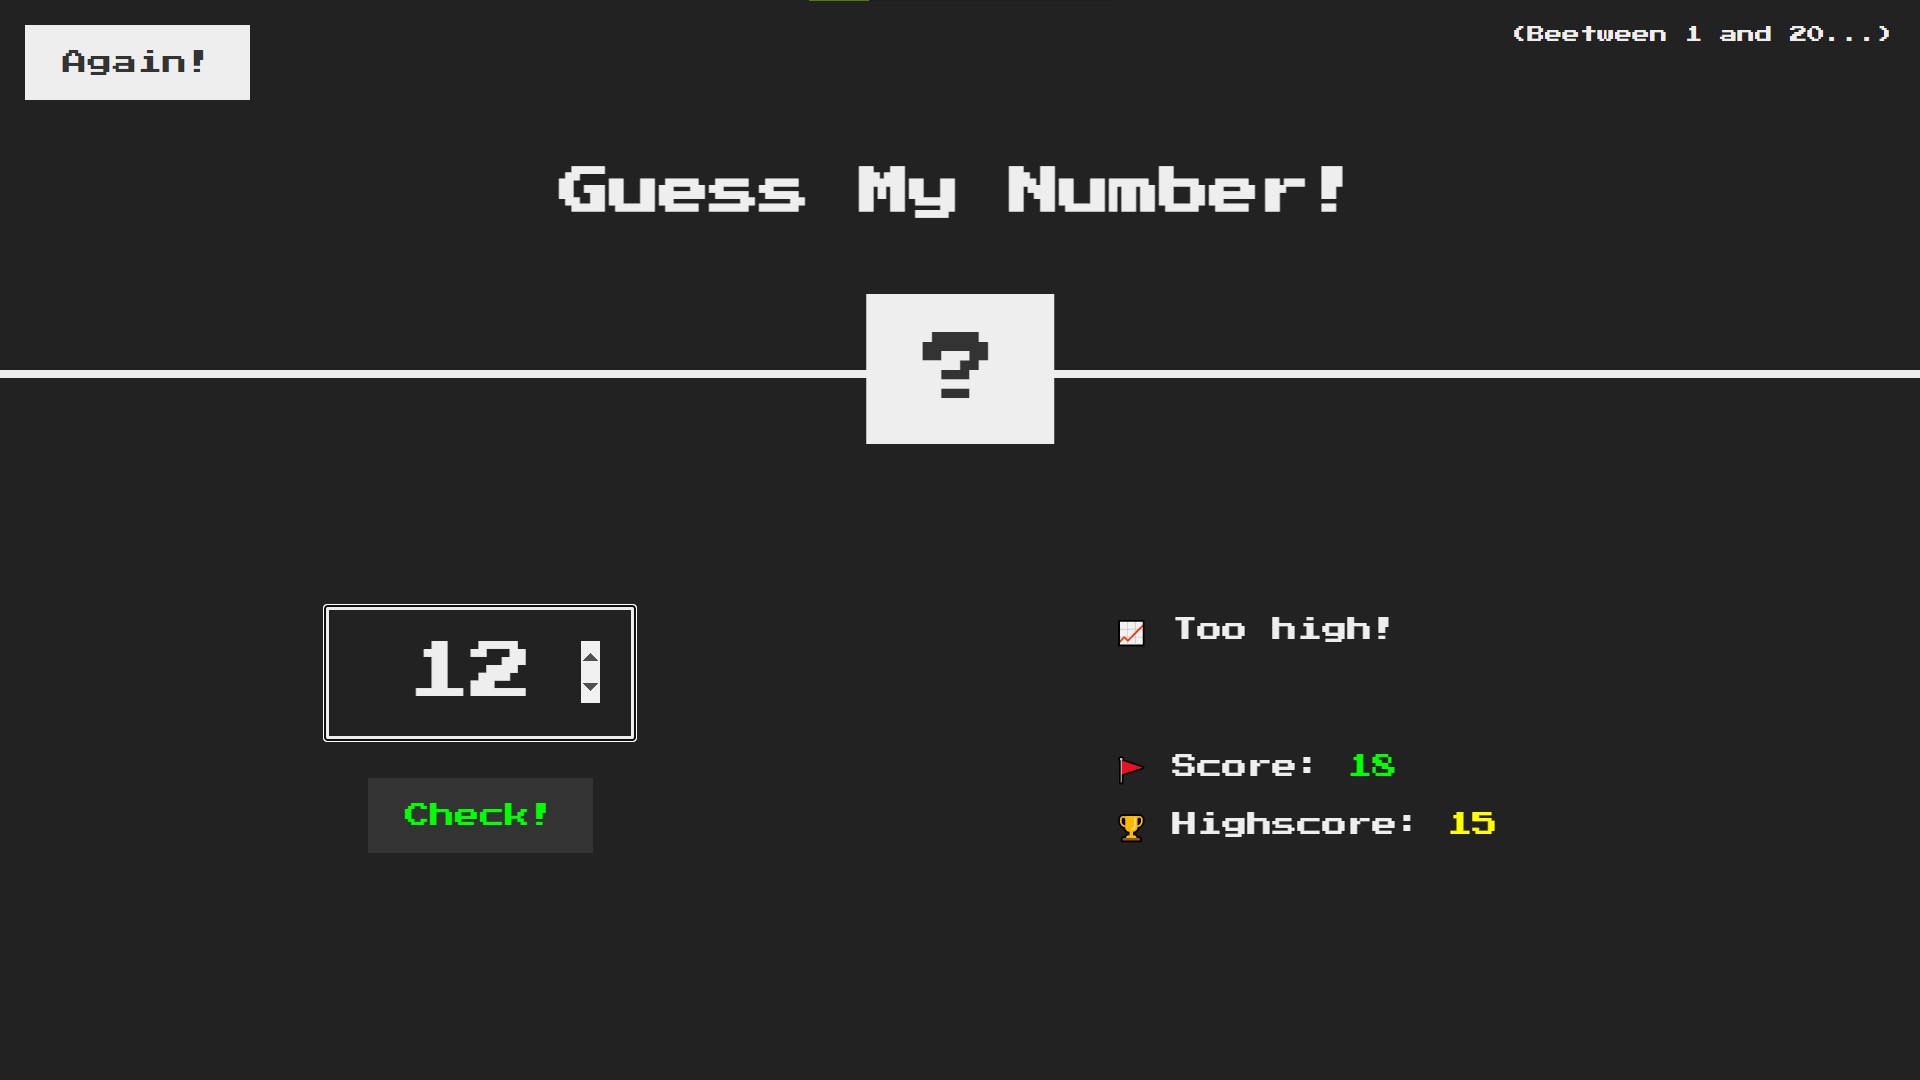 Again!
(Beetween 1 and 20...)
Guess My Number!
?
12
Too high!
Check!
Score: 18
Highscore: 15